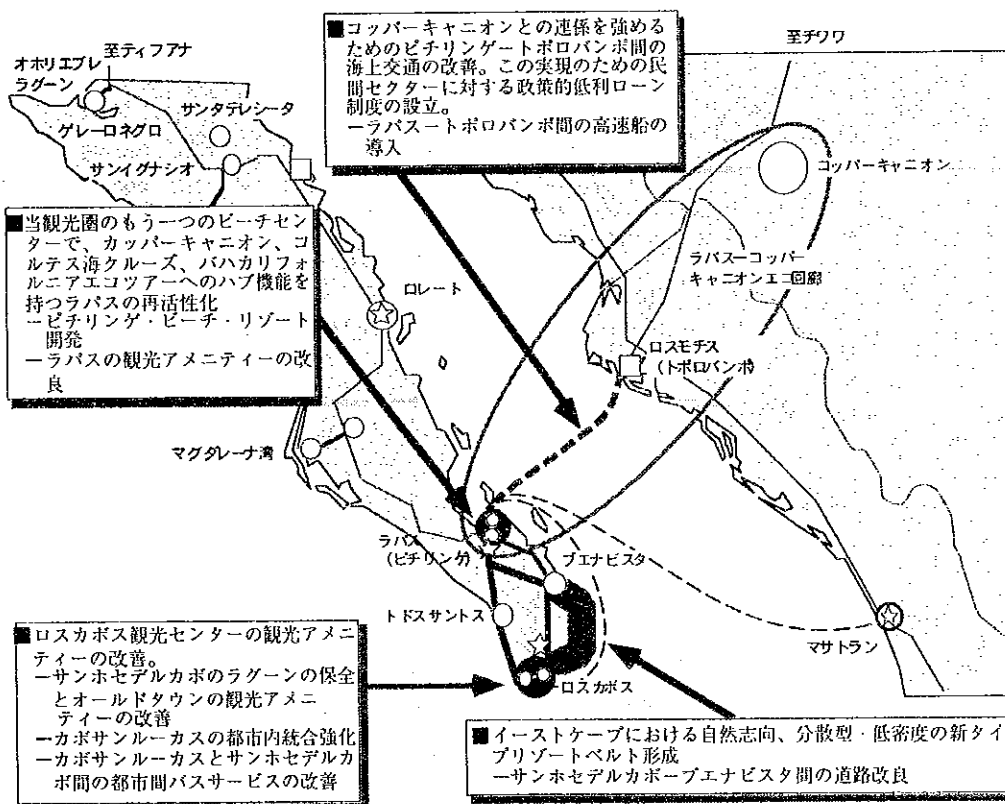 ■コッパーキャニオンとの連係を強める
ためのピチリンゲートポロバンポ間の
海上交通の改善。この実現のための民
間セクターに対する政策的低利ローン
制度の設立。
ーラパスートポロバンポ間の高速船の
導入
至チワワ
至ティフアナ
オホリエブレ
ラグーン
サンタテレシータ
ゲレーロネグロ
サンイグナシオ
コッパーキャニオン
■当観光圏のもう一つのビーチセン
ターで、カッパーキャニオン、コ
ルテス海クルーズ、バハカリフォ
ルニアエコツアーへのハブ機能を
持つラパスの再活性化
ーピチリンゲ・ビーチ・リゾート
開発
ーラパスの観光アメニティーの改
良
ラパスーコッパー
キャニオンエコ回廊
ロレート
ロスモチス
(トポロバンポ)
マグダレーナ湾
ラパス
(ピチリンゲ)
ブエナビスタ
トドスサントス
マサトラン
ロスカボス
■ロスカボス観光センターの観光アメニ
ティーの改善。
ーサンホセデルカボのラグーンの保全
とオールドタウンの観光アメニ
ティーの改善
ーカボサンルーカスの都市内統合強化
ーカボサンルーカスとサンホセデルカ
ボ間の都市間バスサービスの改善
■イーストケープにおける自然志向、分散型・低密度の新タイ
プリゾートベルト形成
ーサンホセデルカボーブエナビスタ間の道路改良